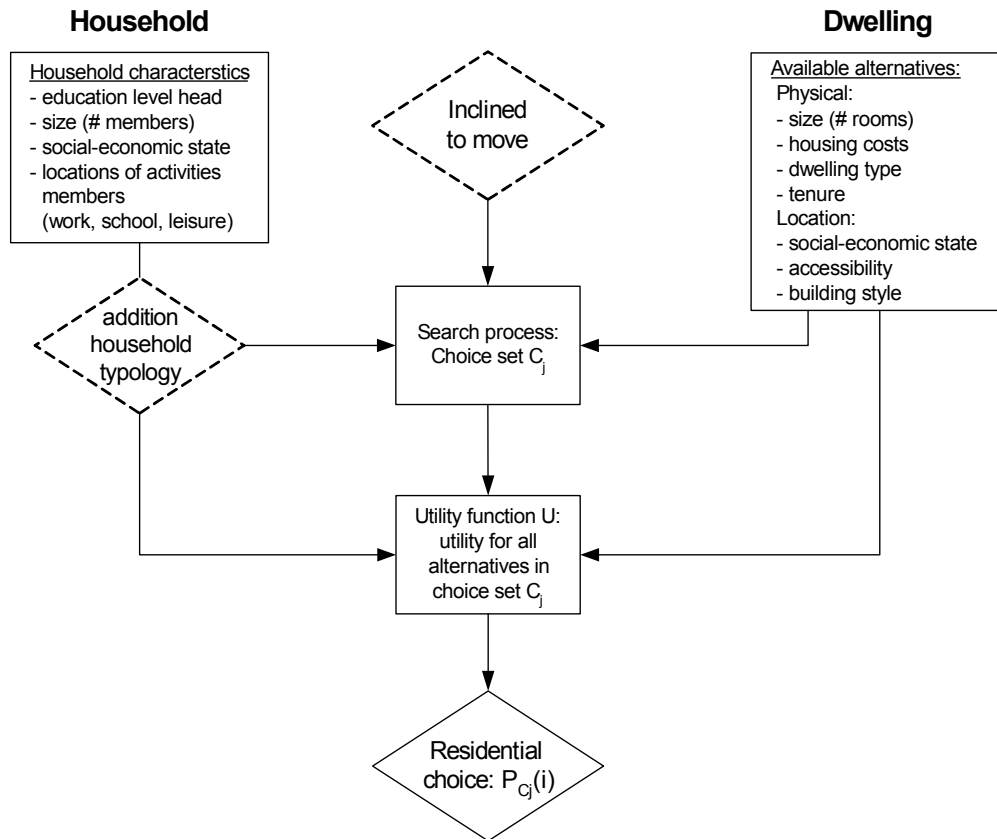 Household
Dwelling
Household characterstics
- education level head
- size (# members)
- social-economic state
- locations of activities
members
(work, school, leisure)
Inclined
to move
Available alternatives:
Physical:
- size (# rooms)
- housing costs
- dwelling type
- tenure
Location:
- social-economic state
- accessibility
- building style
addition
household
typology
Search process:
Choice set Cj
Utility function U:
utility for all
alternatives in
choice set Cj
Residential
choice: PCj(i)